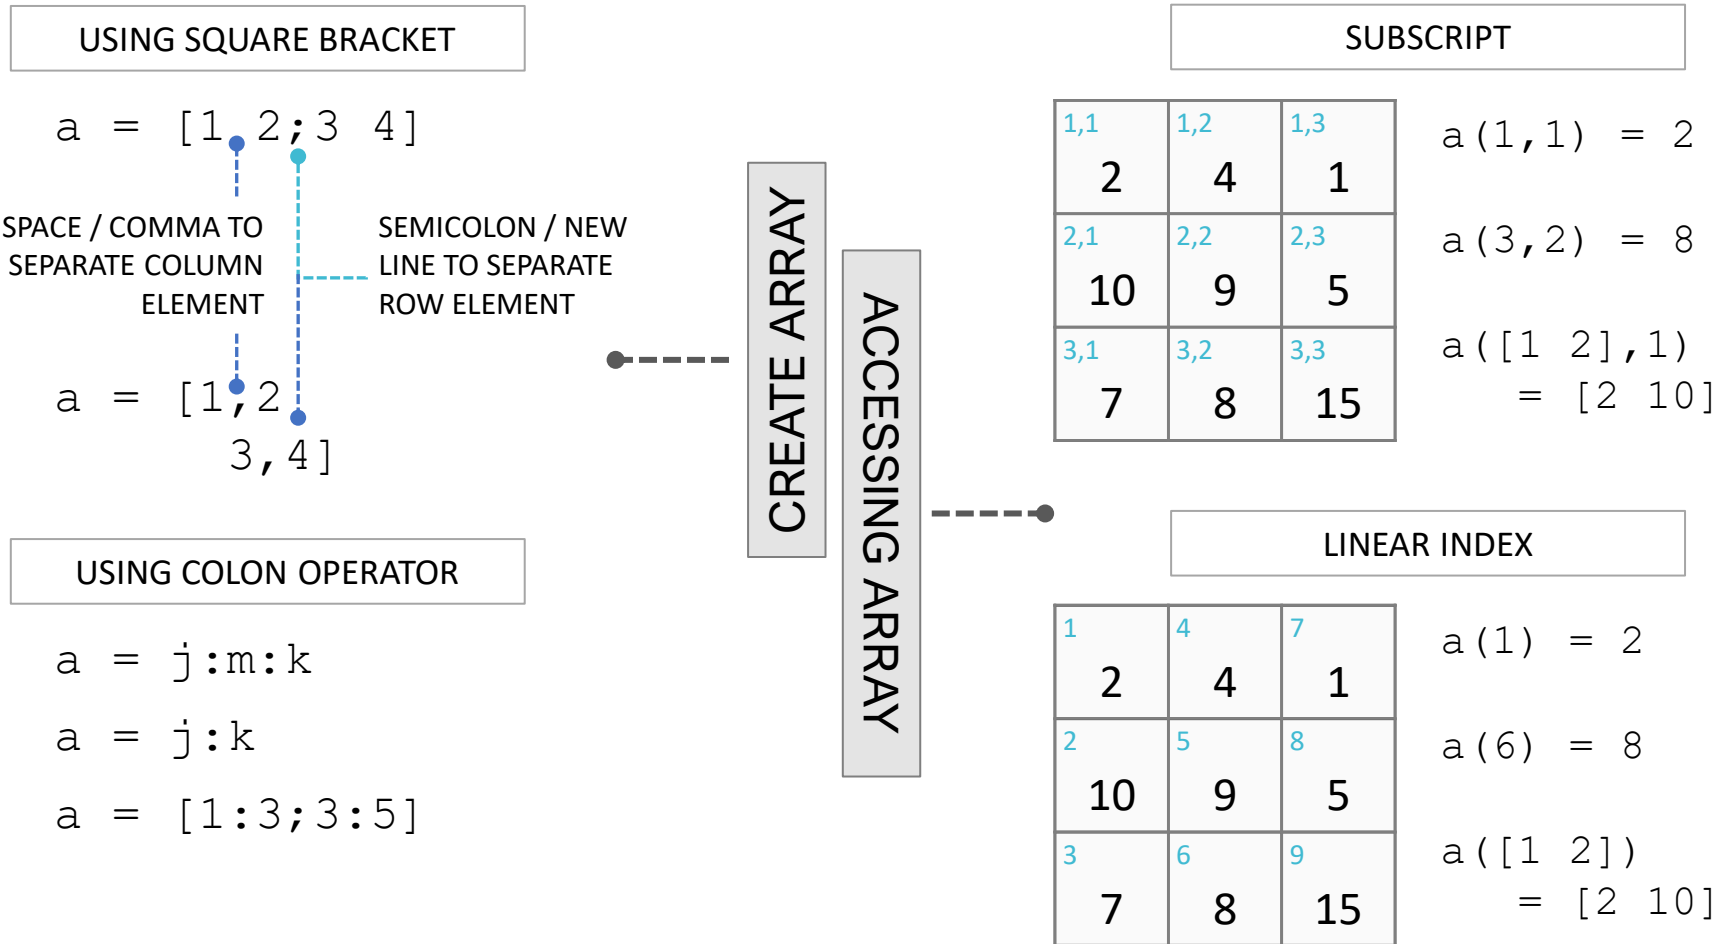 USING SQUARE BRACKET
a = [1 2;3 4]
SPACE / COMMA TO
SEPARATE COLUMN
ELEMENT
SEMICOLON / NEW
LINE TO SEPARATE
ROW ELEMENT
a = [1,2
3,4]
USING COLON OPERATOR
a = j:m:k
a = j:k
a = [1:3;3:5]
CREATE ARRAY
ACCESSING ARRAY
SUBSCRIPT
1,1 1,2 1,3
2 4 1
2,1 2,2 2,3
10 9 5
3,1 3,2 3,3
7 8 15
a(1,1) = 2
a(3,2) = 8
a([1 2],1)
= [2 10]
LINEAR INDEX
1 4 7
2 4 1
2 5 8
10 9 5
3 6 9
7 8 15
a(1) = 2
a(6) = 8
a([1 2])
= [2 10]